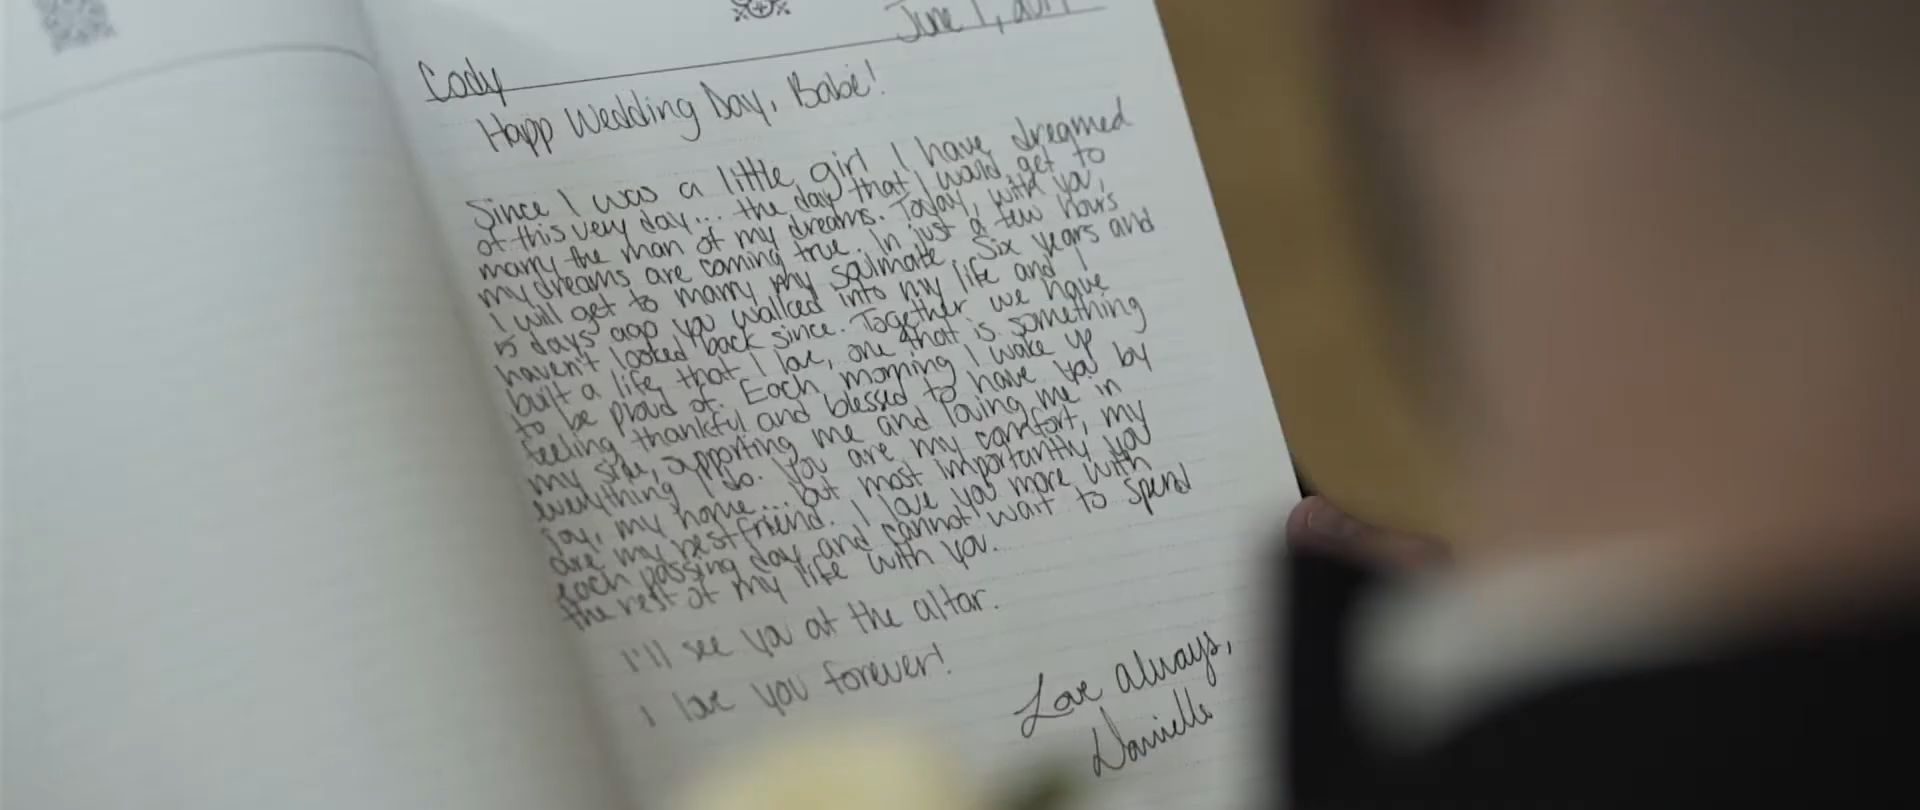 June 1, 2019
Cody
Happ Wedding Day, Babe!
Since I was a little girl I have dreamed
of this very day... the day that I would get to
marry the man of my dreams. Today, with you,
my dreams are coming true. In just a few hours
I will get to marry my soulmate. Six years and
15 days ago you walked into my life and I
haven't looked back since. Together we have
built a life that I love, one that is something
to be proud of. Each morning I wake up
feeling thankful and blessed to have you by
my side, supporting me and loving me in
everything I do. You are my comfort, my
joy, my home... but most importantly you
are my best friend. I love you more with
each passing day and cannot wait to spend
the rest of my life with you.
I'll see you at the altar.
I love you forever!
Love always,
Danielle